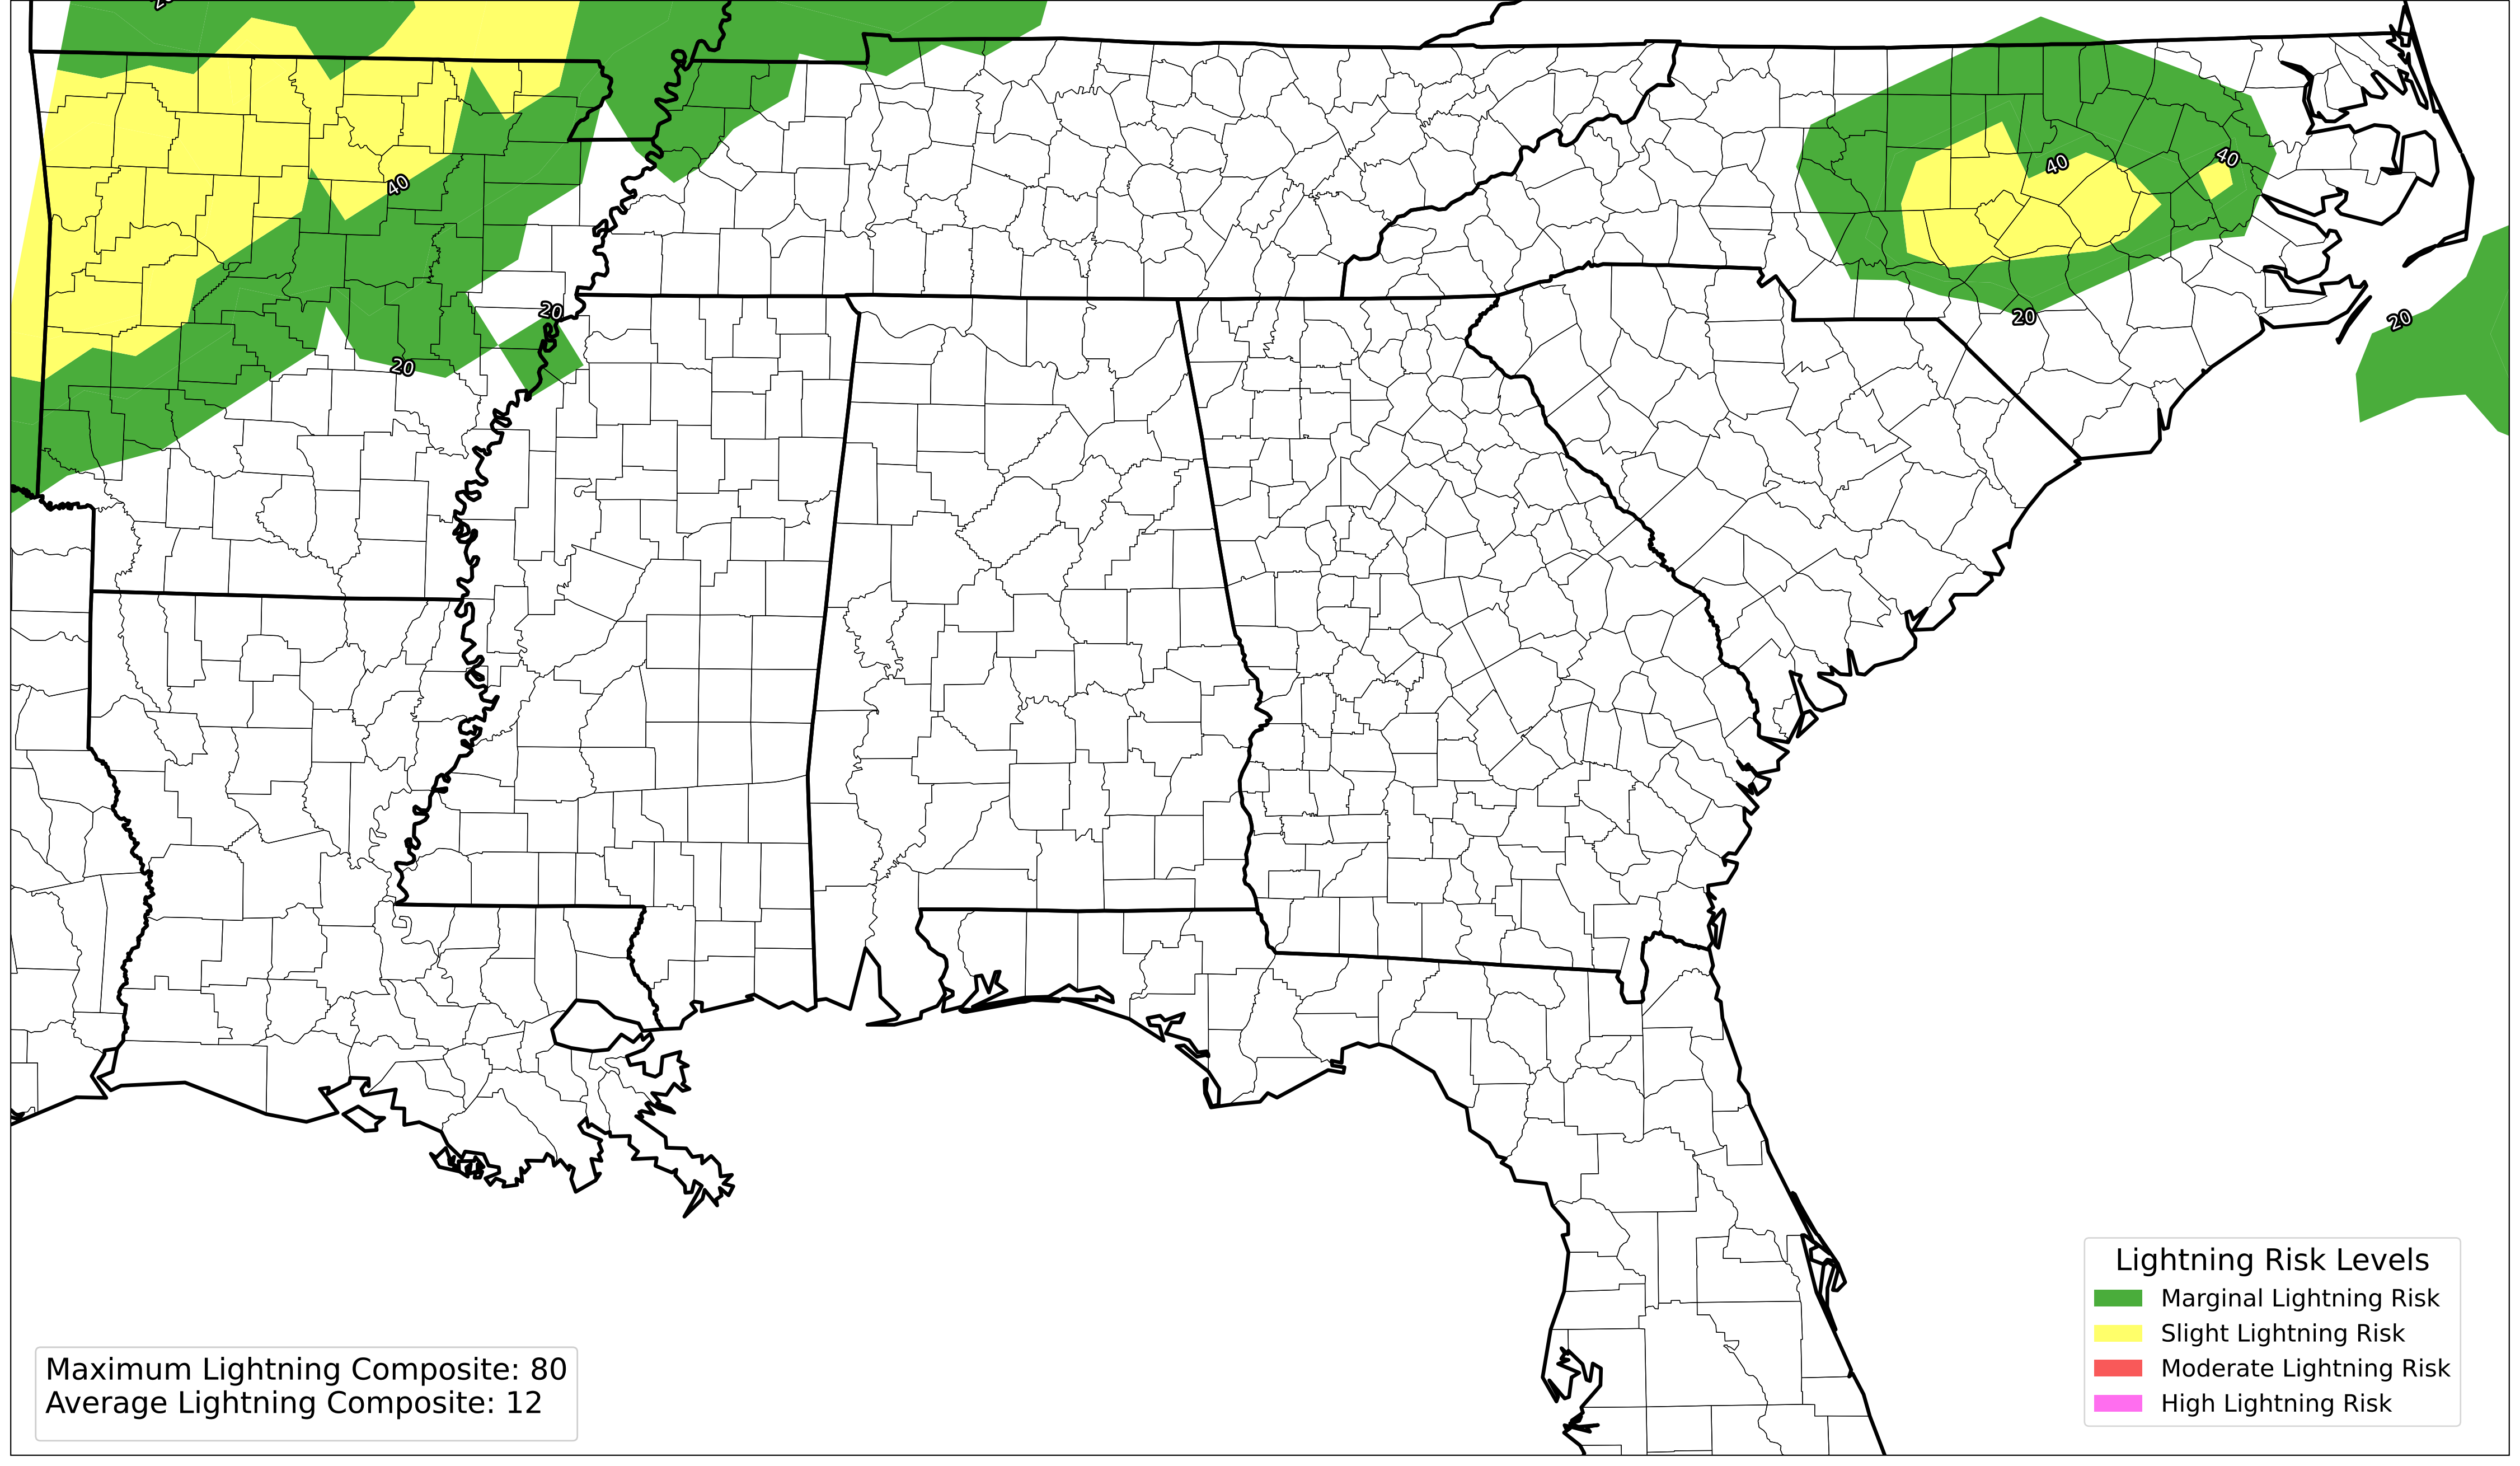 40
40
40
20
20
20
20
Lightning Risk Levels
Marginal Lightning Risk
Slight Lightning Risk
Moderate Lightning Risk
High Lightning Risk
Maximum Lightning Composite: 80
Average Lightning Composite: 12